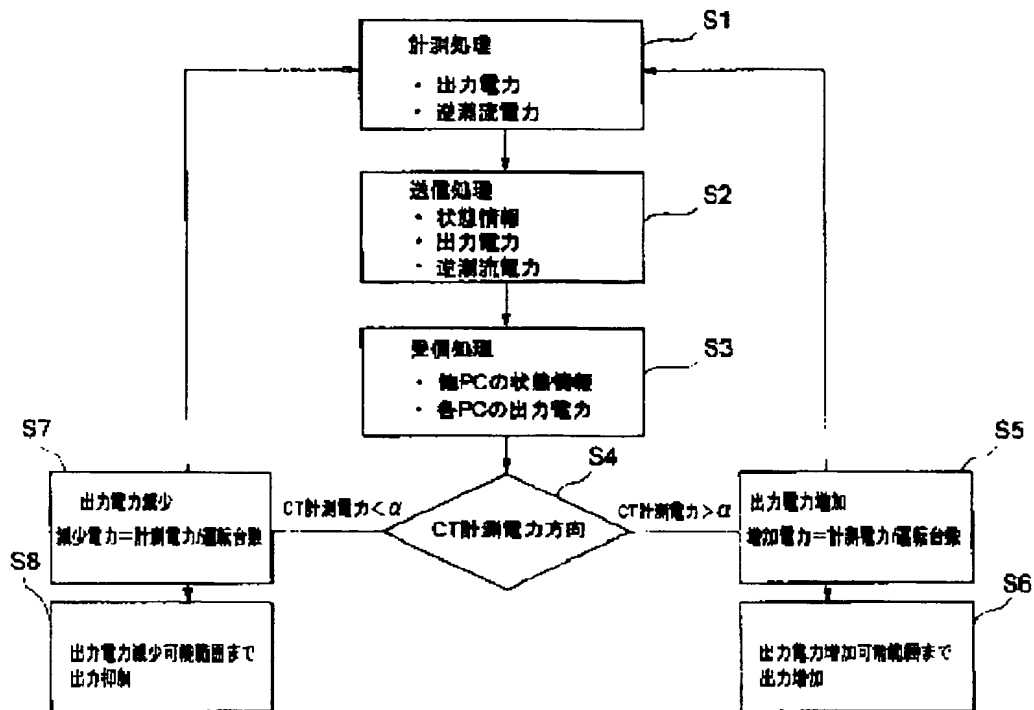 S1
計測処理
・ 出力電力
・ 逆潮流電力
S2
送信処理
・ 状態情報
・ 出力電力
・ 逆潮流電力
S3
受信処理
・ 他PCの状態情報
・ 各PCの出力電力
S4
CT計測電力方向
CT計測電力<α
CT計測電力>α
S7
出力電力減少
減少電力=計測電力/運転台数
S5
出力電力増加
増加電力=計測電力/運転台数
S8
出力電力減少可能範囲まで
出力抑制
S6
出力電力増加可能範囲まで
出力増加